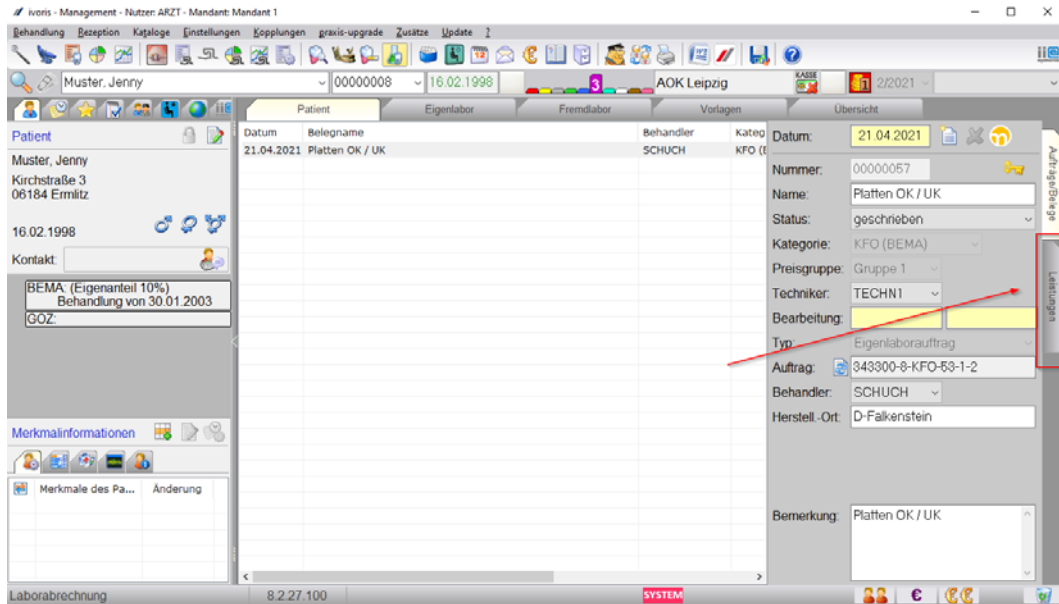 ivoris - Management - Nutzer: ARZT - Mandant: Mandant 1
Behandlung Rezeption Kataloge Einstellungen Kopplungen praxis-upgrade Zusätze Update ?
Muster, Jenny 00000008 16.02.1998 3 AOK Leipzig KASSE 2/2021
Patient Eigenlabor Fremdlabor Vorlagen Übersicht
Patient
Muster, Jenny
Kirchstraße 3
06184 Ermlitz
16.02.1998
Kontakt:
BEMA: (Eigenanteil 10%)
Behandlung von 30.01.2003
GOZ:
Merkmalinformationen
Merkmale des Pa... Änderung
Datum Belegname Behandler Kateg
21.04.2021 Platten OK / UK SCHUCH KFO (E
Datum: 21.04.2021
Nummer: 00000057
Name: Platten OK / UK
Status: geschrieben
Kategorie: KFO (BEMA)
Preisgruppe: Gruppe 1
Techniker: TECHN1
Bearbeitung:
Typ: Eigenlaborauftrag
Auftrag: 343300-8-KFO-53-1-2
Behandler: SCHUCH
Herstell.-Ort: D-Falkenstein
Bemerkung: Platten OK / UK
Aufträge/Belege
Leistungen
Laborabrechnung 8.2.27.100 SYSTEM